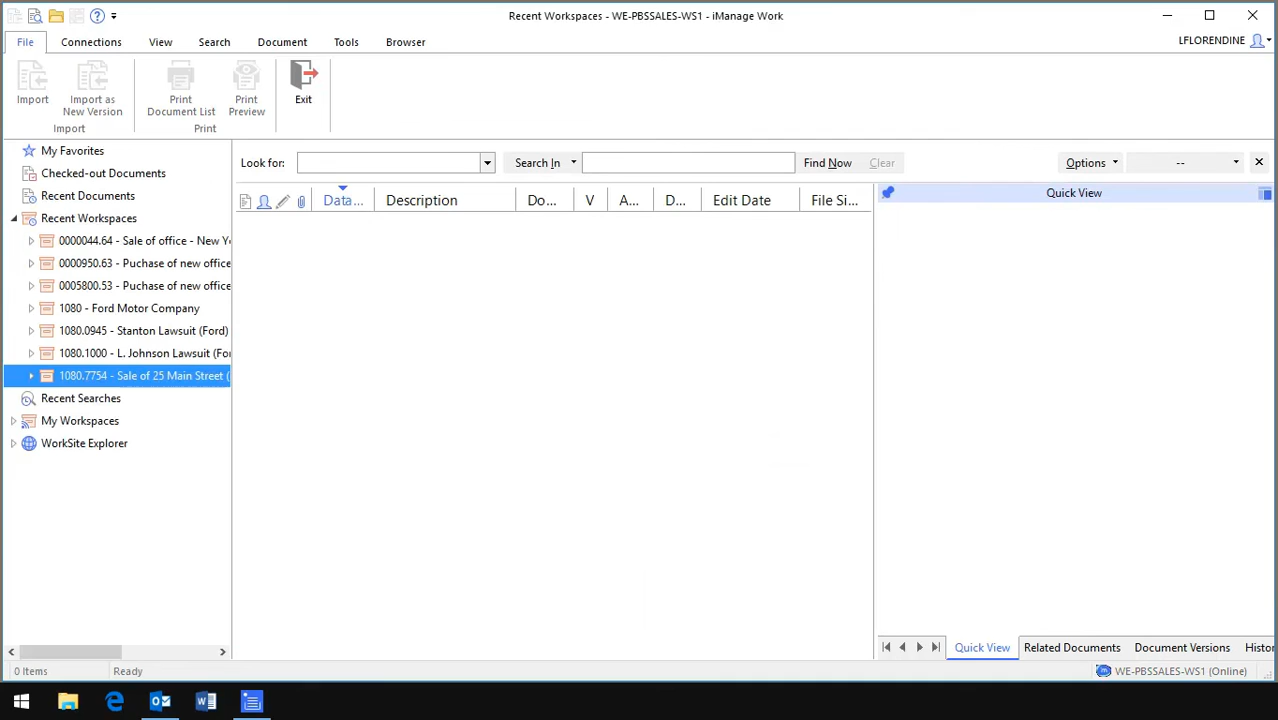 Recent Workspaces - WE-PBSSALES-WS1 - iManage Work
File Connections View Search Document Tools Browser
LFLORENDINE
Import
Import as
New Version
Print
Document List
Print
Preview
Exit
Import
Print
My Favorites
Checked-out Documents
Recent Documents
Recent Workspaces
0000044.64 - Sale of office - New Y
0000950.63 - Puchase of new office
0005800.53 - Puchase of new office
1080 - Ford Motor Company
1080.0945 - Stanton Lawsuit (Ford)
1080.1000 - L. Johnson Lawsuit (Fo
1080.7754 - Sale of 25 Main Street (
Recent Searches
My Workspaces
WorkSite Explorer
Look for: Search In Find Now Clear Options --
Data... Description Do... V A... D... Edit Date File Si...
Quick View
Quick View Related Documents Document Versions Histor
0 Items Ready
WE-PBSSALES-WS1 (Online)